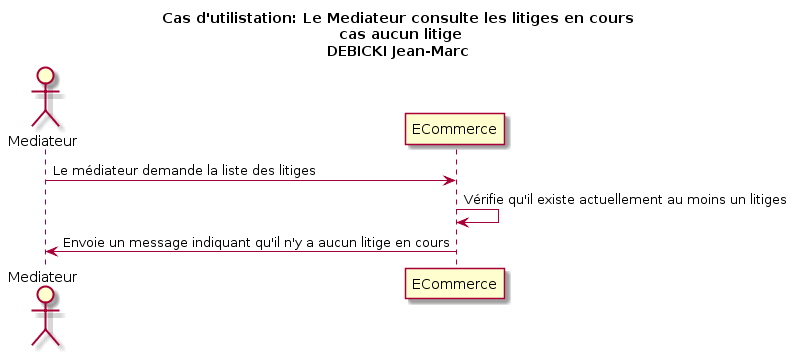 Cas d'utilistation: Le Mediateur consulte les litiges en cours
cas aucun litige
DEBICKI Jean-Marc
Mediateur
ECommerce
Le médiateur demande la liste des litiges
Vérifie qu'il existe actuellement au moins un litiges
Envoie un message indiquant qu'il n'y a aucun litige en cours
Mediateur
ECommerce